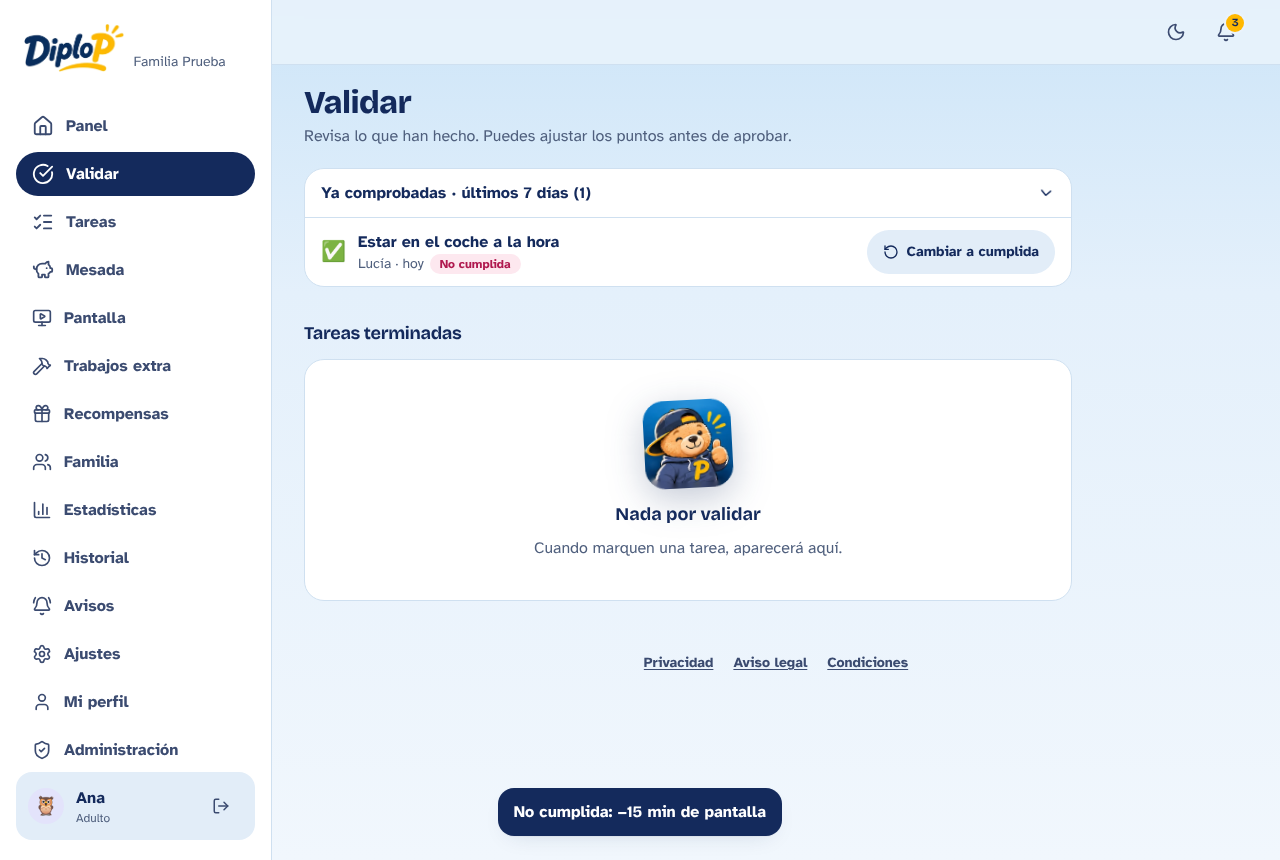 DiploP
Familia Prueba
3
Panel
Validar
Tareas
Mesada
Pantalla
Trabajos extra
Recompensas
Familia
Estadísticas
Historial
Avisos
Ajustes
Mi perfil
Administración
Ana
Adulto
Validar
Revisa lo que han hecho. Puedes ajustar los puntos antes de aprobar.
Ya comprobadas · últimos 7 días (1)
Estar en el coche a la hora
Lucía · hoy No cumplida
Cambiar a cumplida
Tareas terminadas
P
Nada por validar
Cuando marquen una tarea, aparecerá aquí.
Privacidad Aviso legal Condiciones
No cumplida: −15 min de pantalla